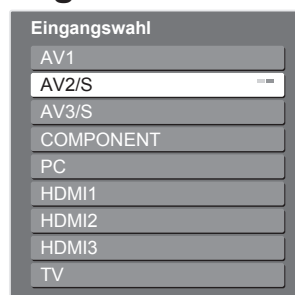 Eingangswahl
AV1
AV2/S
AV3/S
COMPONENT
PC
HDMI1
HDMI2
HDMI3
TV